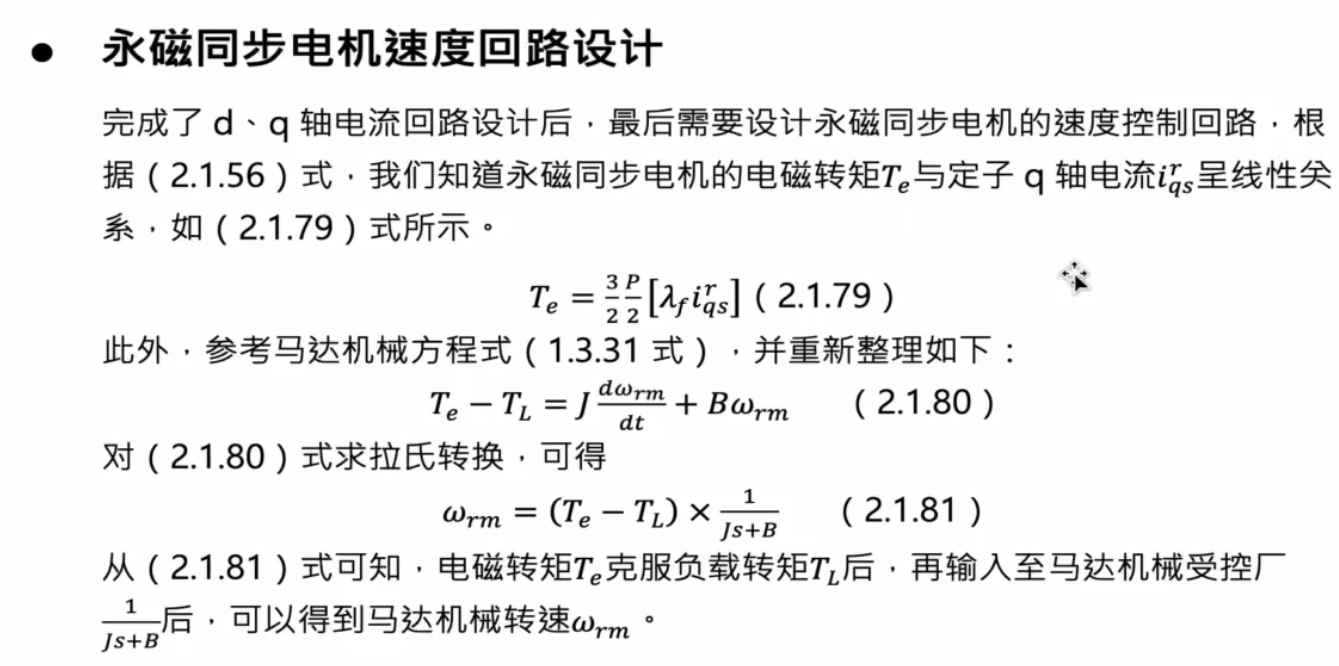 ● 永磁同步电机速度回路设计
完成了 d、q 轴电流回路设计后，最后需要设计永磁同步电机的速度控制回路，根
据（2.1.56）式，我们知道永磁同步电机的电磁转矩$T_e$与定子 q 轴电流$i_{qs}^r$呈线性关
系，如（2.1.79）式所示。
$T_e = \frac{3}{2}\frac{P}{2}[\lambda_f i_{qs}^r]$（2.1.79）
此外，参考马达机械方程式（1.3.31 式），并重新整理如下：
$T_e - T_L = J\frac{d\omega_{rm}}{dt} + B\omega_{rm}$ （2.1.80）
对（2.1.80）式求拉氏转换，可得
$\omega_{rm} = (T_e - T_L) \times \frac{1}{Js+B}$ （2.1.81）
从（2.1.81）式可知，电磁转矩$T_e$克服负载转矩$T_L$后，再输入至马达机械受控厂
$\frac{1}{Js+B}$后，可以得到马达机械转速$\omega_{rm}$。